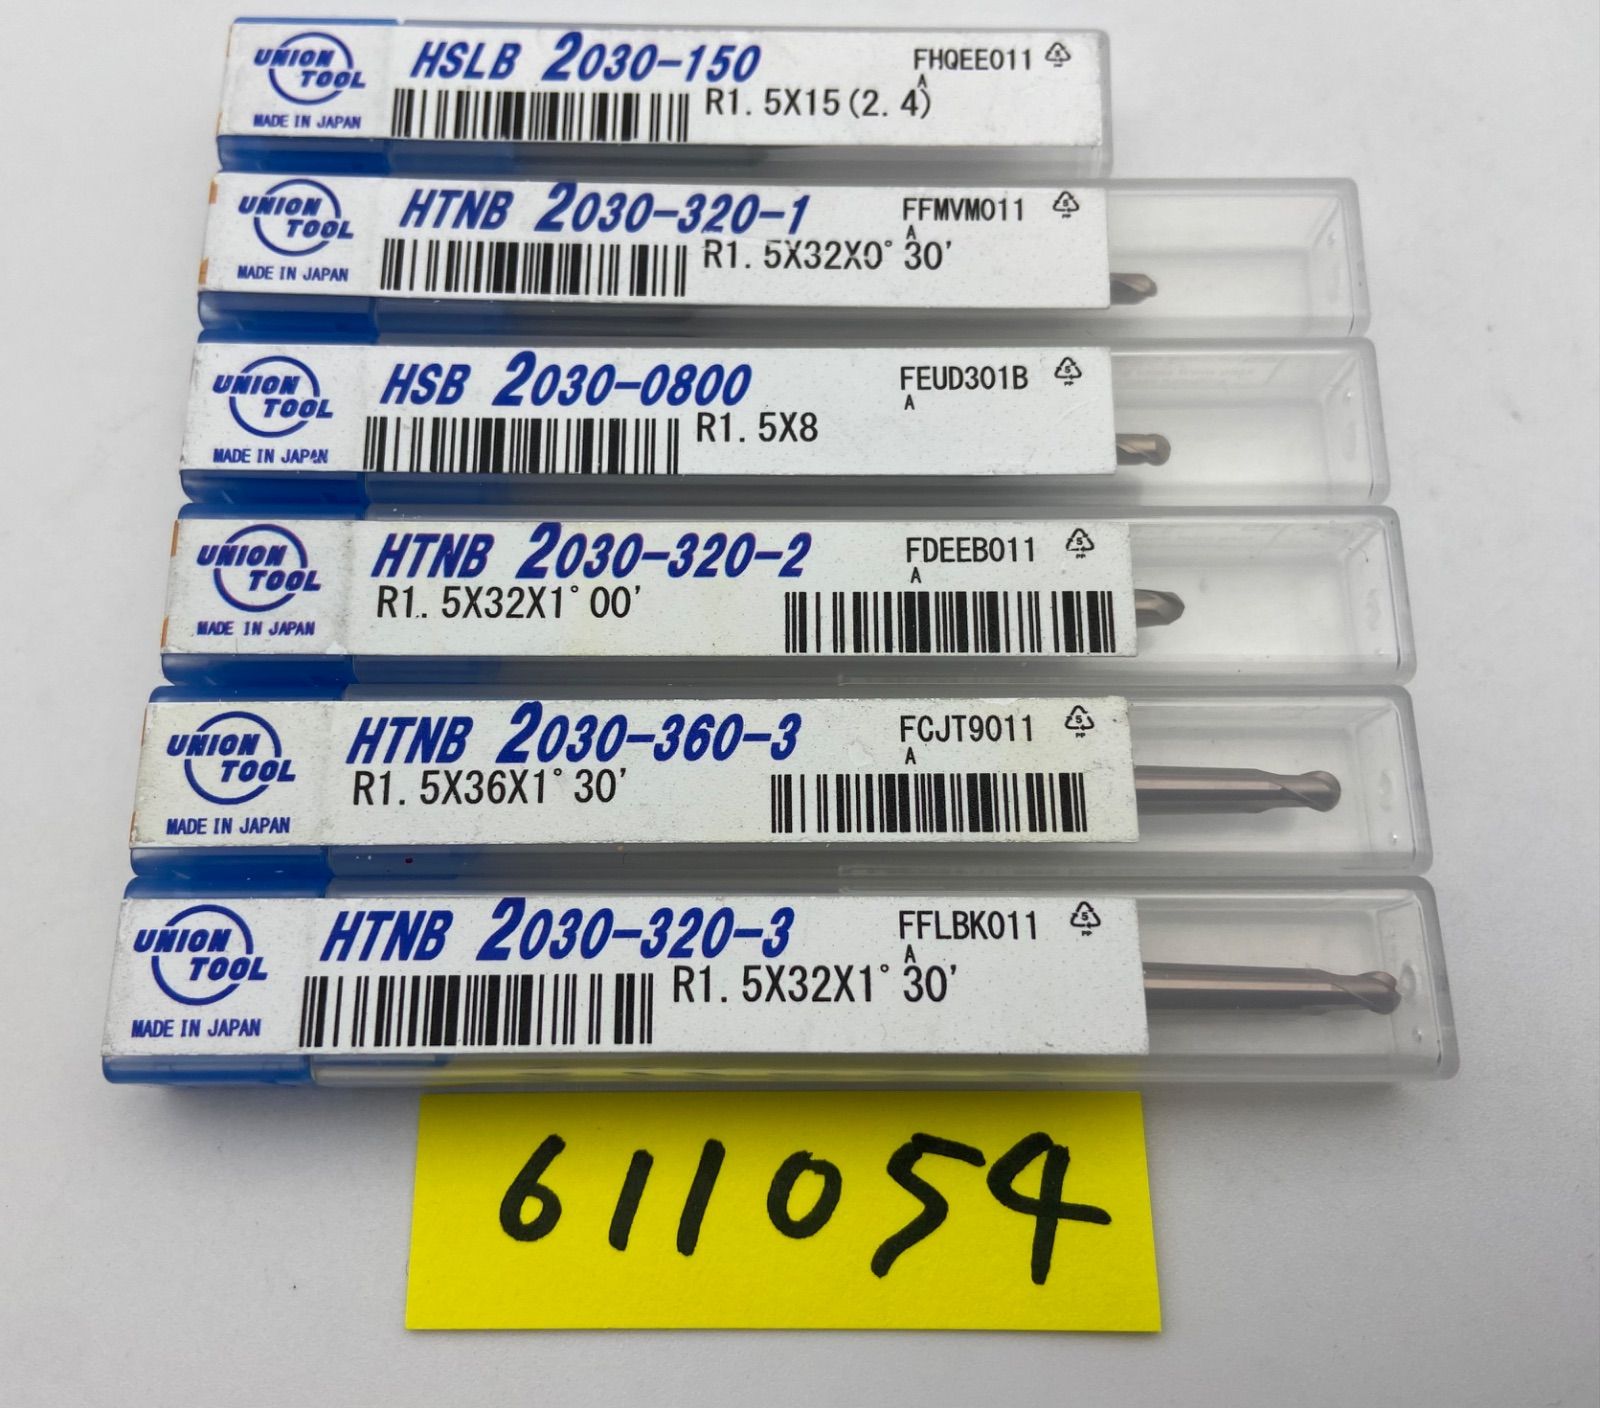 UNION TOOL
MADE IN JAPAN
HSLB 2030-150
FHQEE011
A
R1.5X15(2.4)
UNION TOOL
MADE IN JAPAN
HTNB 2030-320-1
FFMVM011
A
R1.5X32X0°30'
UNION TOOL
MADE IN JAPAN
HSB 2030-0800
FEUD301B
A
R1.5X8
UNION TOOL
MADE IN JAPAN
HTNB 2030-320-2
FDEEB011
A
R1.5X32X1°00'
UNION TOOL
MADE IN JAPAN
HTNB 2030-360-3
FCJT9011
A
R1.5X36X1°30'
UNION TOOL
MADE IN JAPAN
HTNB 2030-320-3
FFLBK011
A
R1.5X32X1°30'
611054